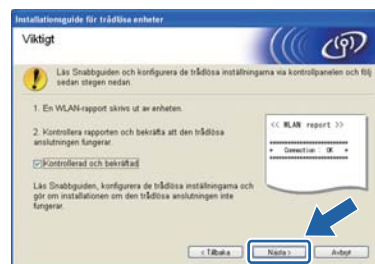 Installationsguide för trådlösa enheter
Viktigt
Läs Snabbguiden och konfigurera de trådlösa inställningarna via kontrollpanelen och följ
sedan stegen nedan.
1. En WLAN-rapport skrivs ut av enheten.
2. Kontrollera rapporten och bekräfta att den trådlösa
anslutningen fungerar.
<< WLAN report >>
* Connection : OK *
Kontrollerad och bekräftad
Läs Snabbguiden, konfigurera de trådlösa inställningarna och
gör om installationen om den trådlösa anslutningen inte
fungerar.
< Tillbaka
Nästa >
Avbryt